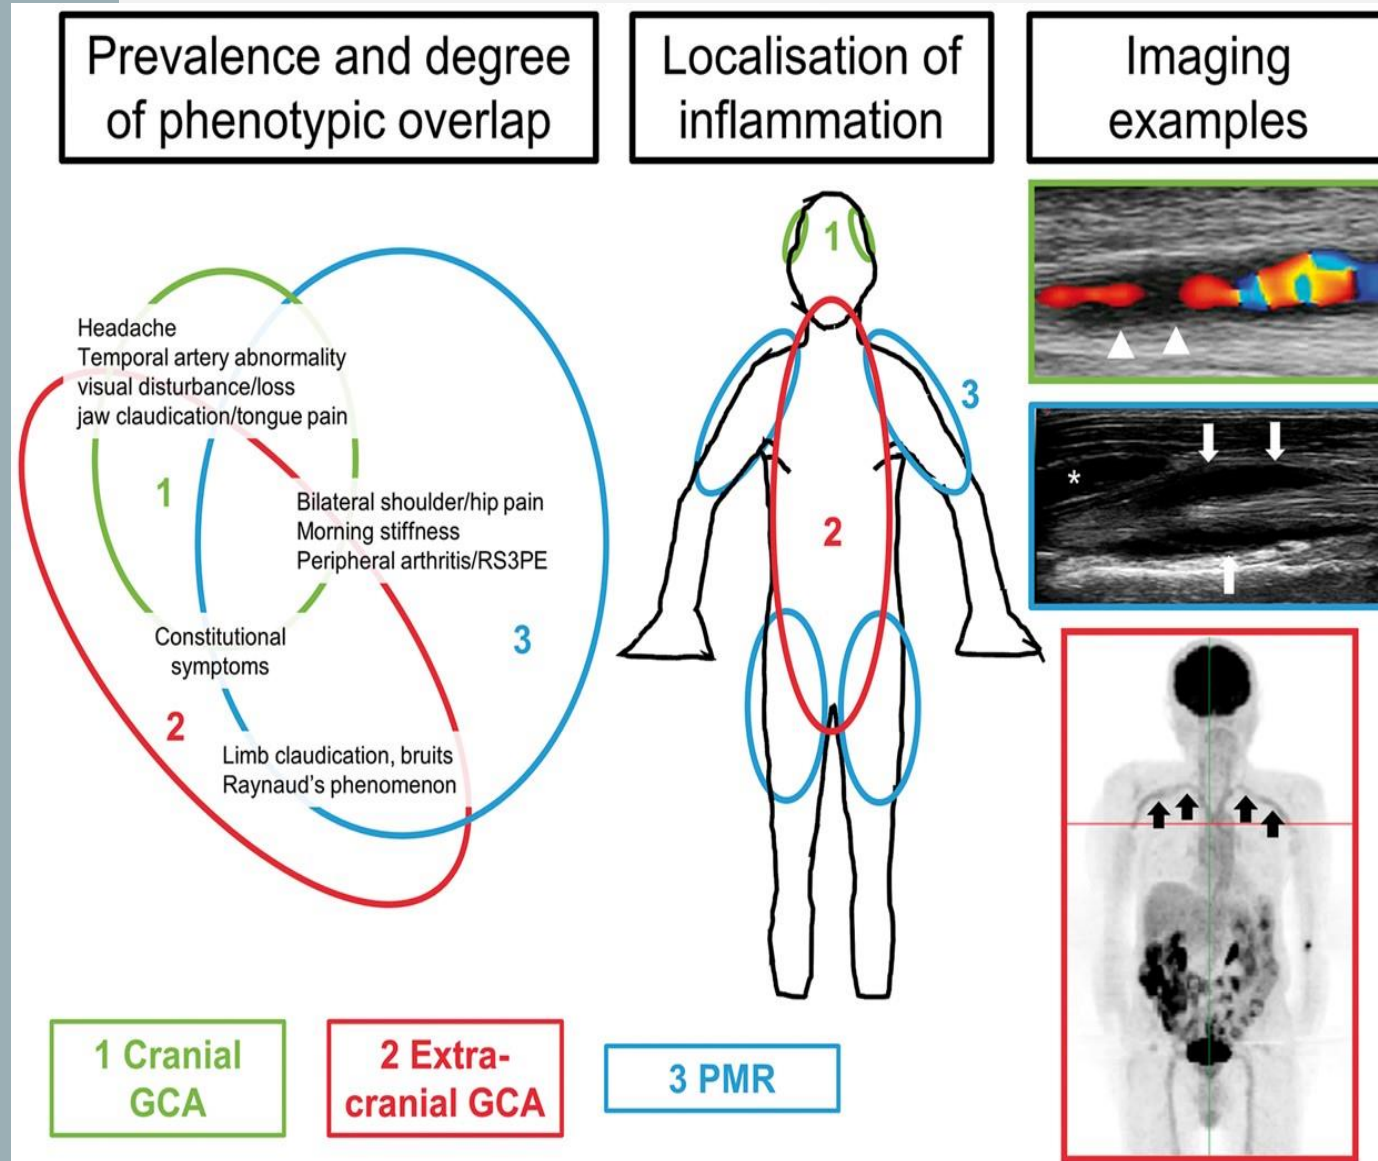 Prevalence and degree
of phenotypic overlap
Localisation of
inflammation
Imaging
examples
Headache
Temporal artery abnormality
visual disturbance/loss
jaw claudication/tongue pain
1
Bilateral shoulder/hip pain
Morning stiffness
Peripheral arthritis/RS3PE
Constitutional
symptoms
3
2
Limb claudication, bruits
Raynaud's phenomenon
1
3
2
*
1 Cranial
GCA
2 Extra-
cranial GCA
3 PMR